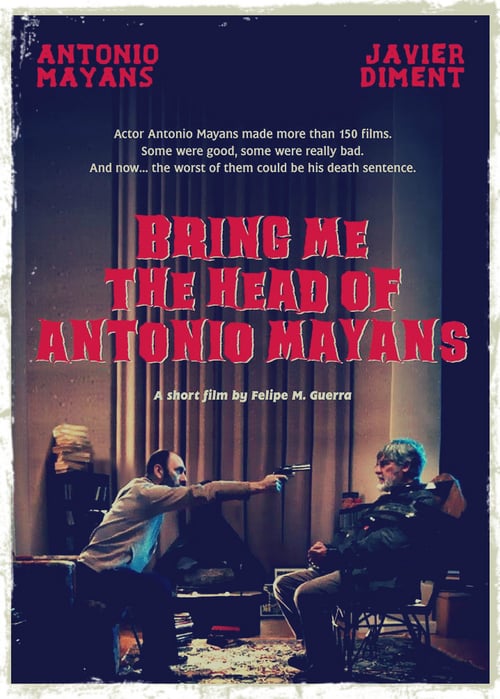 ANTONIO
MAYANS
JAVIER
DIMENT
Actor Antonio Mayans made more than 150 films.
Some were good, some were really bad.
And now... the worst of them could be his death sentence.
BRING ME
THE HEAD OF
ANTONIO MAYANS
A short film by Felipe M. Guerra